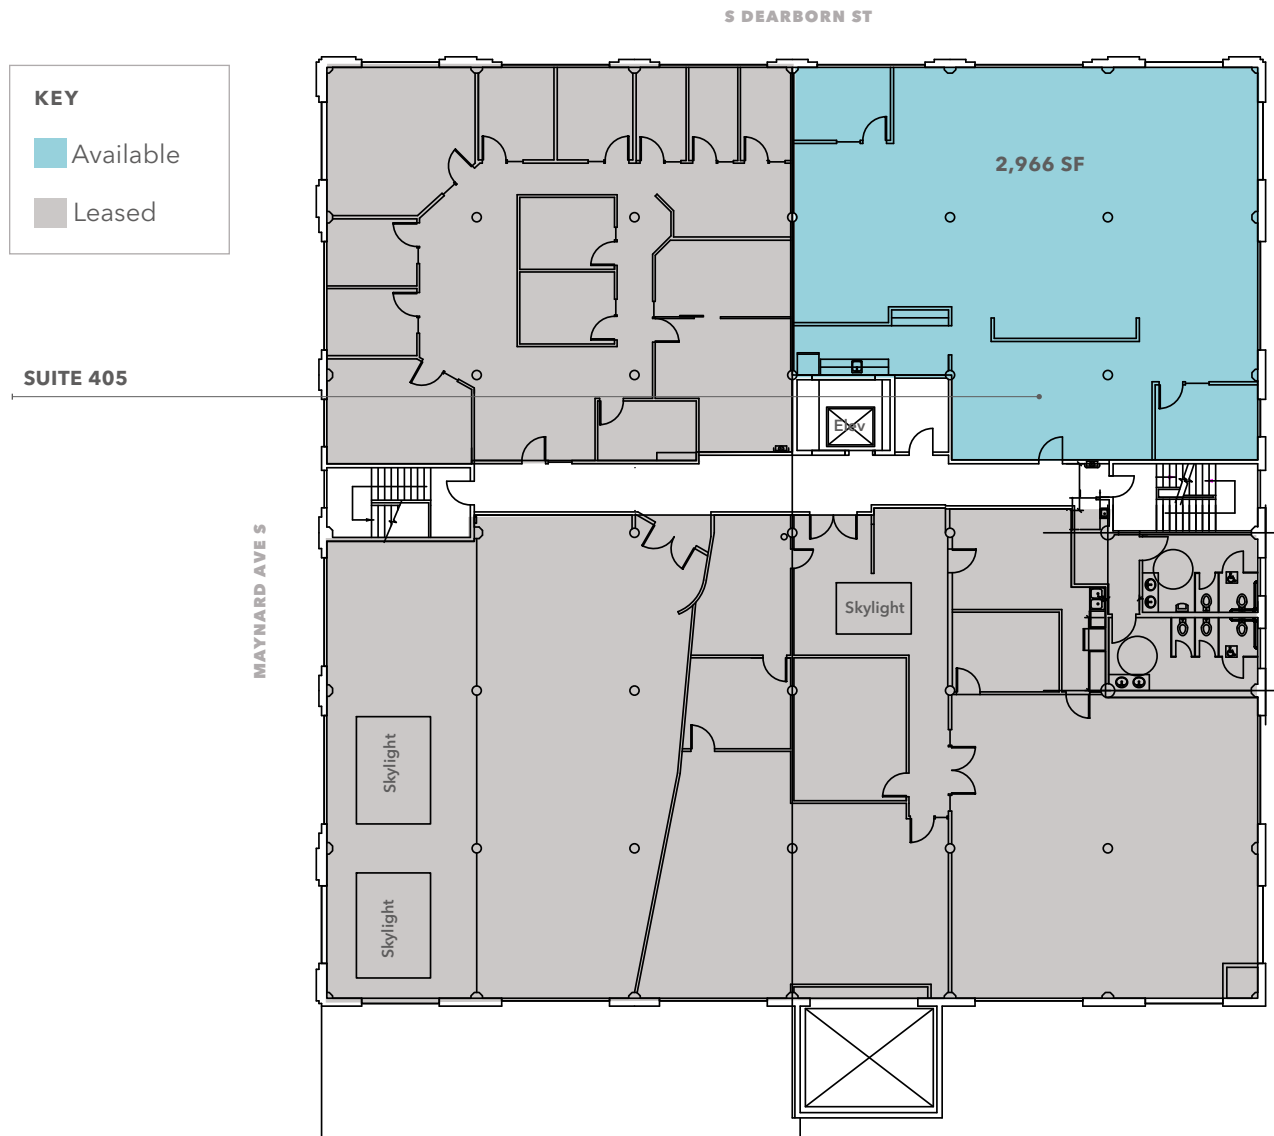 S DEARBORN ST
KEY
Available
Leased
2,966 SF
SUITE 405
Elev
MAYNARD AVE S
Skylight
Skylight
Skylight